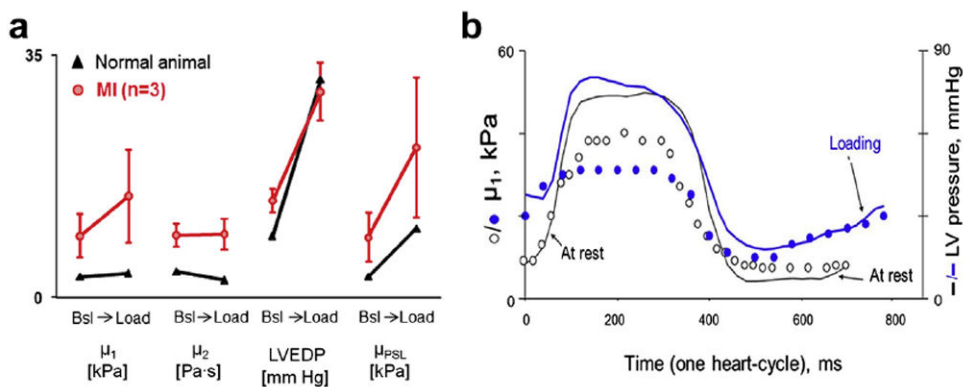 a
35
Normal animal
MI (n=3)
0
Bsl→Load Bsl→Load Bsl→Load Bsl→Load
μ1 μ2 LVEDP μPSL
[kPa] [Pa·s] [mm Hg] [kPa]
b
60
90
μ1, kPa
LV pressure, mmHg
Loading
At rest
At rest
0
0
0 200 400 600 800
Time (one heart-cycle), ms